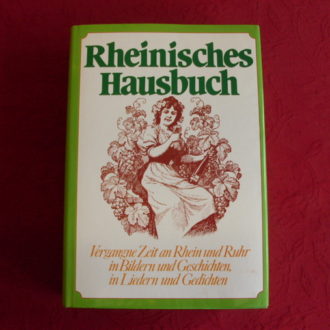 Rheinisches
Hausbuch
Vergangne Zeit an Rhein und Ruhr
in Bildern und Geschichten,
in Liedern und Gedichten